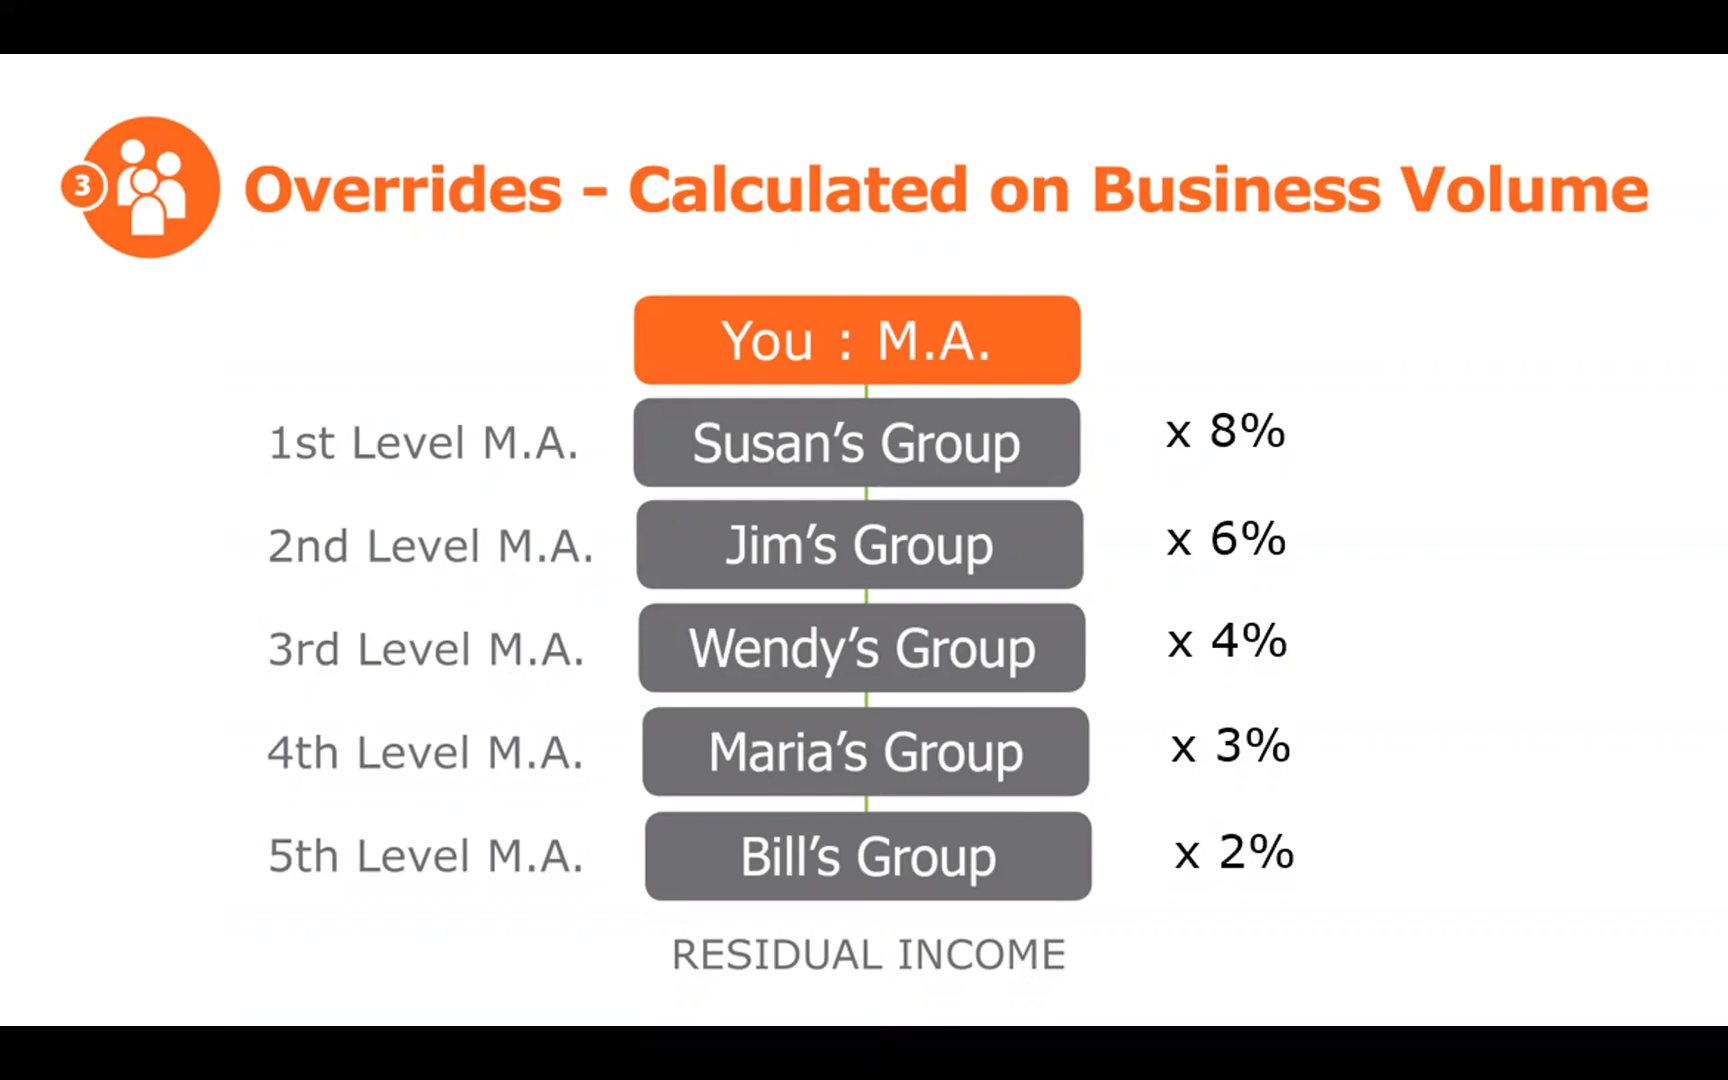 3
Overrides - Calculated on Business Volume
You : M.A.
1st Level M.A. Susan’s Group x 8%
2nd Level M.A. Jim’s Group x 6%
3rd Level M.A. Wendy’s Group x 4%
4th Level M.A. Maria’s Group x 3%
5th Level M.A. Bill’s Group x 2%
RESIDUAL INCOME